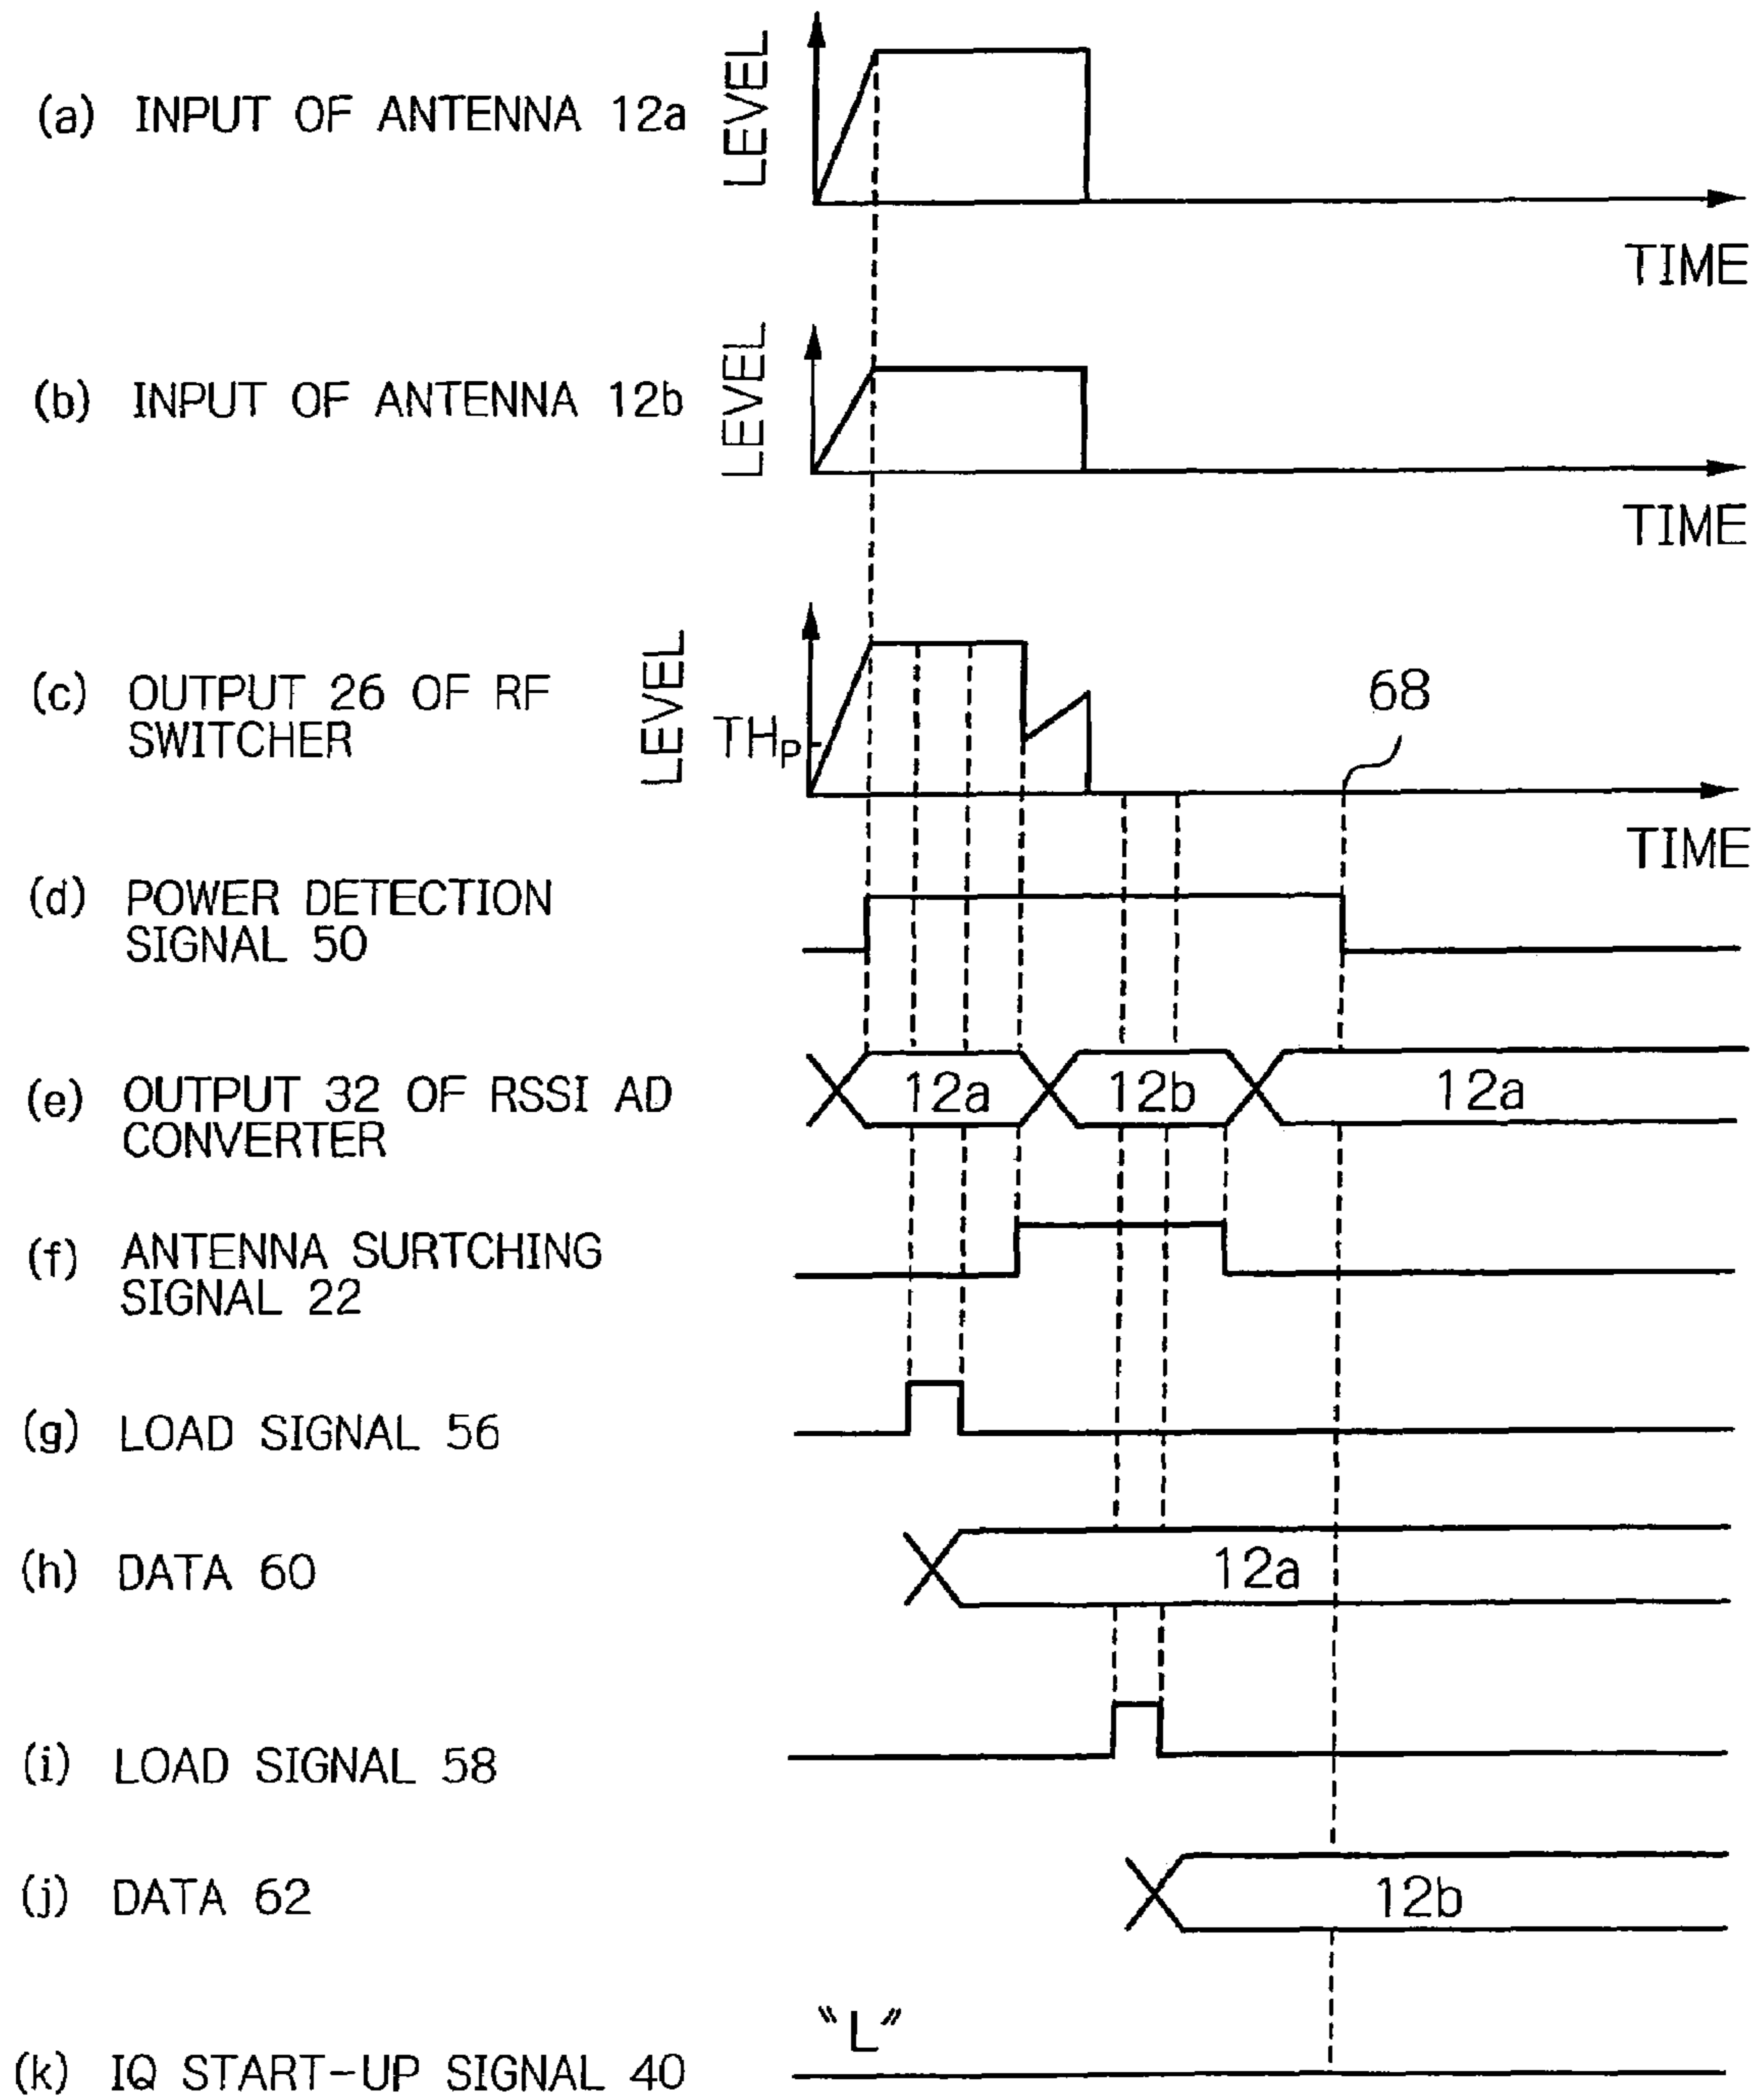 (a) INPUT OF ANTENNA 12a
LEVEL
TIME
(b) INPUT OF ANTENNA 12b
LEVEL
TIME
(c) OUTPUT 26 OF RF
SWITCHER
LEVEL
THP
68
TIME
(d) POWER DETECTION
SIGNAL 50
(e) OUTPUT 32 OF RSSI AD
CONVERTER
12a 12b 12a
(f) ANTENNA SURTCHING
SIGNAL 22
(g) LOAD SIGNAL 56
(h) DATA 60
12a
(i) LOAD SIGNAL 58
(j) DATA 62
12b
"L"
(k) IQ START-UP SIGNAL 40